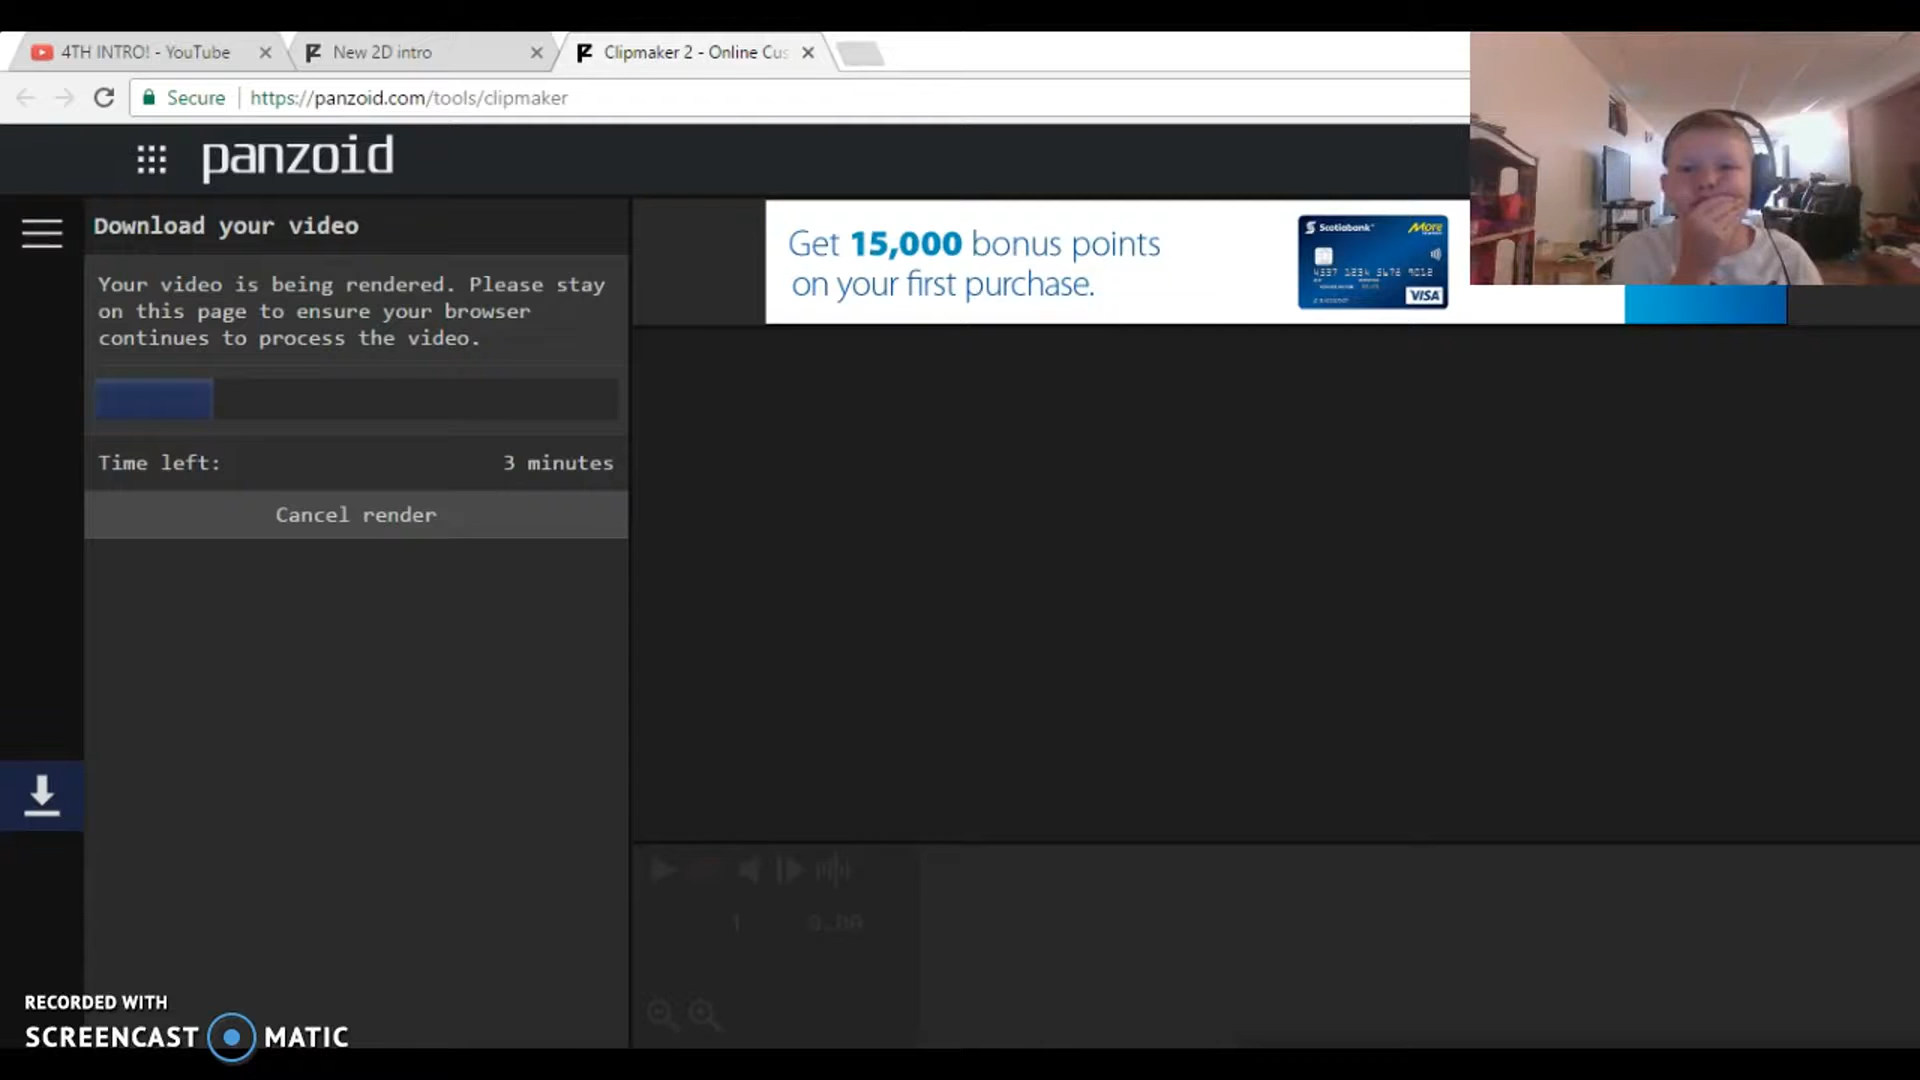 4TH INTRO! - YouTube
New 2D intro
Clipmaker 2 - Online Cus
Secure
https://panzoid.com/tools/clipmaker
panzoid
Download your video
Your video is being rendered. Please stay
on this page to ensure your browser
continues to process the video.
Time left: 3 minutes
Cancel render
Get 15,000 bonus points
on your first purchase.
Scotiabank
More
VISA
1
RECORDED WITH
SCREENCAST MATIC